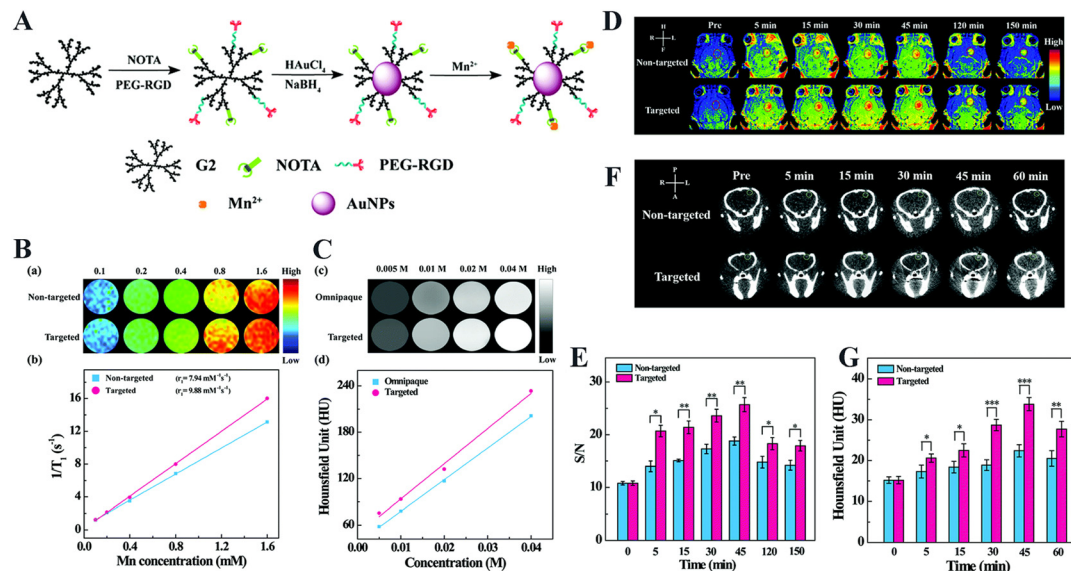 A
NOTA
PEG-RGD
HAuCl₄
NaBH₄
Mn²⁺
G2
NOTA
PEG-RGD
Mn²⁺
AuNPs
B
(a)
0.1 0.2 0.4 0.8 1.6
High
Non-targeted
Targeted
Low
(b)
Non-targeted (r₁= 7.94 mM⁻¹s⁻¹)
Targeted (r₁= 9.88 mM⁻¹s⁻¹)
1/T₁ (s⁻¹)
16
12
8
4
0
0.0 0.4 0.8 1.2 1.6
Mn concentration (mM)
C
(c)
0.005 M 0.01 M 0.02 M 0.04 M
High
Omnipaque
Targeted
Low
(d)
Omnipaque
Targeted
Hounsfield Unit (HU)
240
180
120
60
0.00 0.01 0.02 0.03 0.04
Concentration (M)
D
H
R L
F
Pre 5 min 15 min 30 min 45 min 120 min 150 min
High
Non-targeted
Targeted
Low
F
P
R L
A
Pre 5 min 15 min 30 min 45 min 60 min
Non-targeted
Targeted
E
Non-targeted
Targeted
S/N
30
20
10
0
* ** ** ** * *
0 5 15 30 45 120 150
Time (min)
G
Non-targeted
Targeted
Hounsfield Unit (HU)
45
30
15
0
* * *** *** **
0 5 15 30 45 60
Time (min)